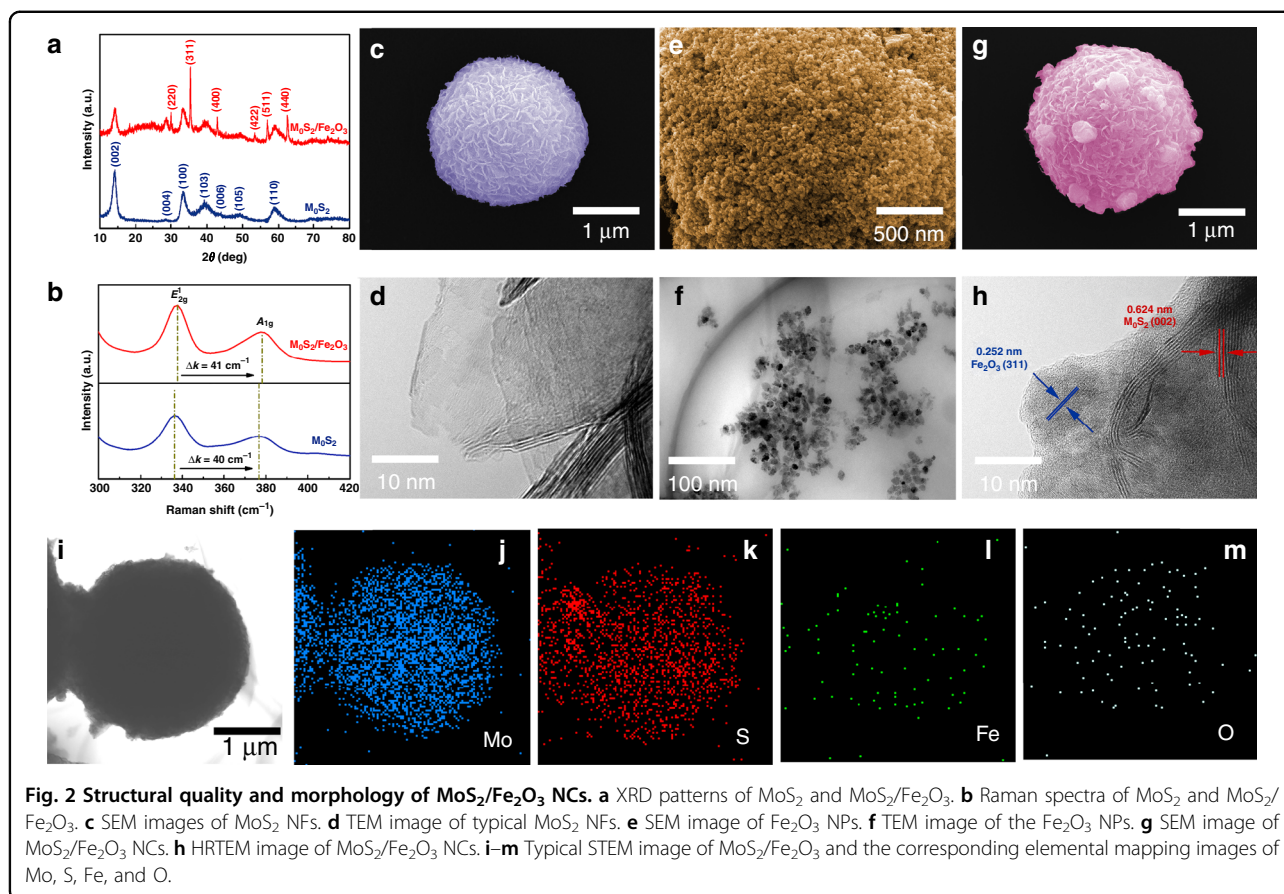 a
Intensity (a.u.)
(311)
(220)
(400)
(422)
(511)
(440)
M₀S₂/Fe₂O₃
(002)
(004)
(100)
(103)
(006)
(105)
(110)
M₀S₂
10 20 30 40 50 60 70 80
2θ (deg)
c
1 μm
e
500 nm
g
1 μm
b
Intensity (a.u.)
E¹₂g
A₁g
M₀S₂/Fe₂O₃
Δk = 41 cm⁻¹
M₀S₂
Δk = 40 cm⁻¹
300 320 340 360 380 400 420
Raman shift (cm⁻¹)
d
10 nm
f
100 nm
h
0.624 nm
M₀S₂ (002)
0.252 nm
Fe₂O₃ (311)
10 nm
i
1 μm
j
Mo
k
S
l
Fe
m
O
Fig. 2 Structural quality and morphology of MoS₂/Fe₂O₃ NCs. a XRD patterns of MoS₂ and MoS₂/Fe₂O₃. b Raman spectra of MoS₂ and MoS₂/
Fe₂O₃. c SEM images of MoS₂ NFs. d TEM image of typical MoS₂ NFs. e SEM image of Fe₂O₃ NPs. f TEM image of the Fe₂O₃ NPs. g SEM image of
MoS₂/Fe₂O₃ NCs. h HRTEM image of MoS₂/Fe₂O₃ NCs. i–m Typical STEM image of MoS₂/Fe₂O₃ and the corresponding elemental mapping images of
Mo, S, Fe, and O.